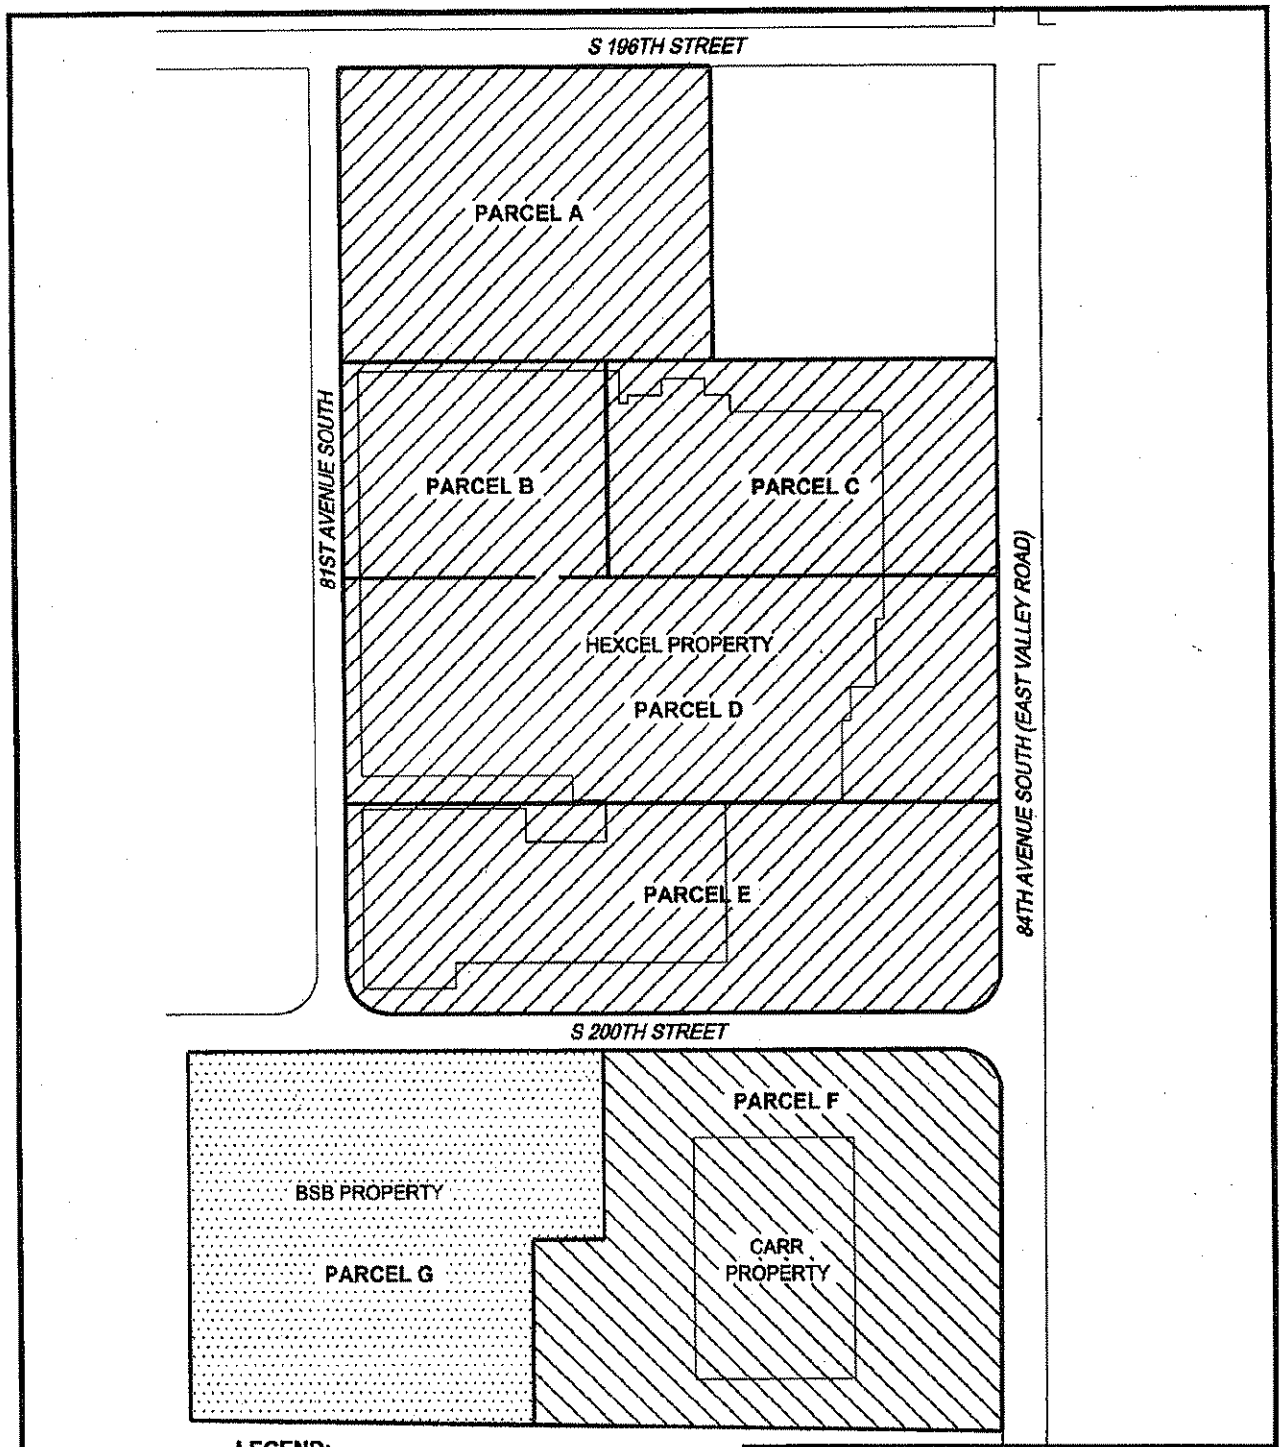 S 196TH STREET
PARCEL A
81ST AVENUE SOUTH
PARCEL B
PARCEL C
HEXCEL PROPERTY
PARCEL D
84TH AVENUE SOUTH (EAST VALLEY ROAD)
PARCEL E
S 200TH STREET
PARCEL F
BSB PROPERTY
CARR
PROPERTY
PARCEL G
LEGEND: